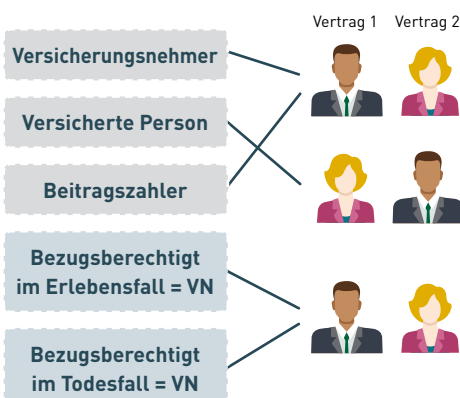 Vertrag 1 Vertrag 2
Versicherungsnehmer
Versicherte Person
Beitragszahler
Bezugsberechtigt
im Erlebensfall = VN
Bezugsberechtigt
im Todesfall = VN